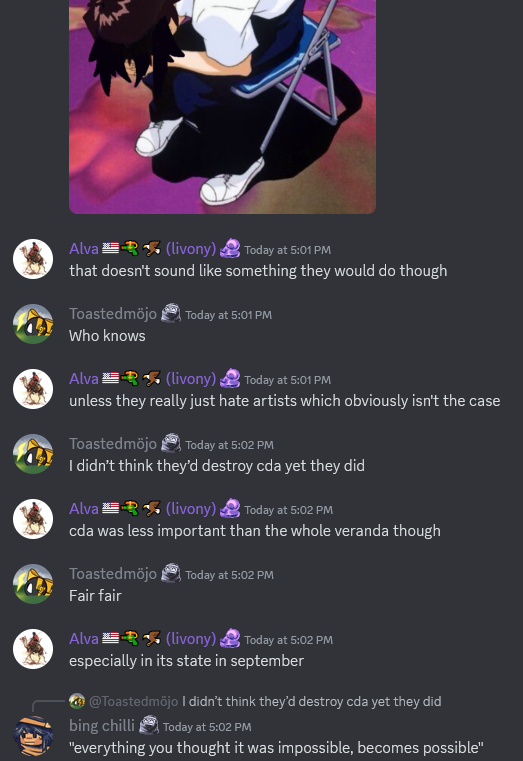 Alva (livony) Today at 5:01 PM
that doesn't sound like something they would do though
Toastedmöjo Today at 5:01 PM
Who knows
Alva (livony) Today at 5:01 PM
unless they really just hate artists which obviously isn't the case
Toastedmöjo Today at 5:02 PM
I didn’t think they’d destroy cda yet they did
Alva (livony) Today at 5:02 PM
cda was less important than the whole veranda though
Toastedmöjo Today at 5:02 PM
Fair fair
Alva (livony) Today at 5:02 PM
especially in its state in september
@Toastedmöjo I didn’t think they’d destroy cda yet they did
bing chilli Today at 5:02 PM
"everything you thought it was impossible, becomes possible"